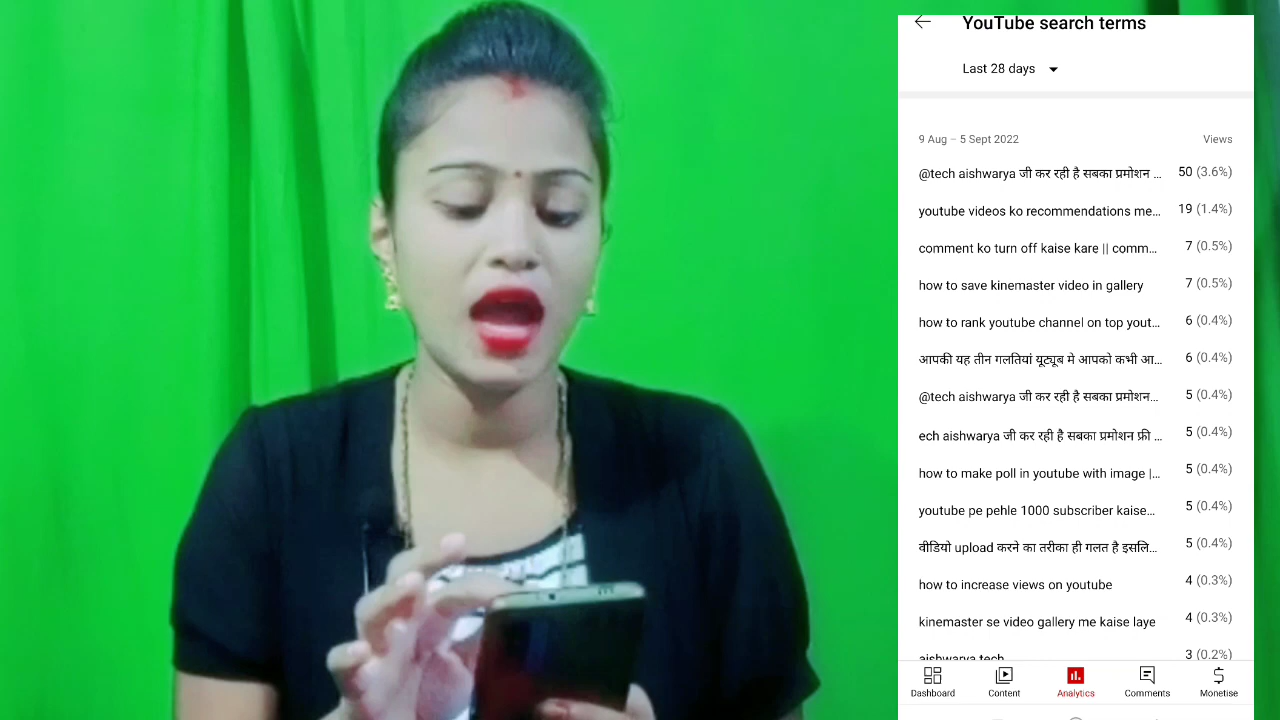 YouTube search terms
Last 28 days
9 Aug – 5 Sept 2022 Views
@tech aishwarya जी कर रही है सबका प्रमोशन ... 50 (3.6%)
youtube videos ko recommendations me... 19 (1.4%)
comment ko turn off kaise kare || comm... 7 (0.5%)
how to save kinemaster video in gallery 7 (0.5%)
how to rank youtube channel on top yout... 6 (0.4%)
आपकी यह तीन गलतियां यूट्यूब मे आपको कभी आ... 6 (0.4%)
@tech aishwarya जी कर रही है सबका प्रमोशन... 5 (0.4%)
ech aishwarya जी कर रही है सबका प्रमोशन फ्री ... 5 (0.4%)
how to make poll in youtube with image |... 5 (0.4%)
youtube pe pehle 1000 subscriber kaise... 5 (0.4%)
वीडियो upload करने का तरीका ही गलत है इसलि... 5 (0.4%)
how to increase views on youtube 4 (0.3%)
kinemaster se video gallery me kaise laye 4 (0.3%)
aishwarya tech 3 (0.2%)
Dashboard Content Analytics Comments Monetise